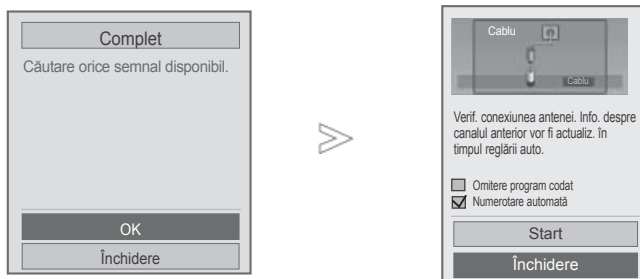 Complet
Căutare orice semnal disponibil.
OK
Închidere
Cablu
Cablu
Verif. conexiunea antenei. Info. despre
canalul anterior vor fi actualiz. în
timpul reglării auto.
Omitere program codat
Numerotare automată
Start
Închidere